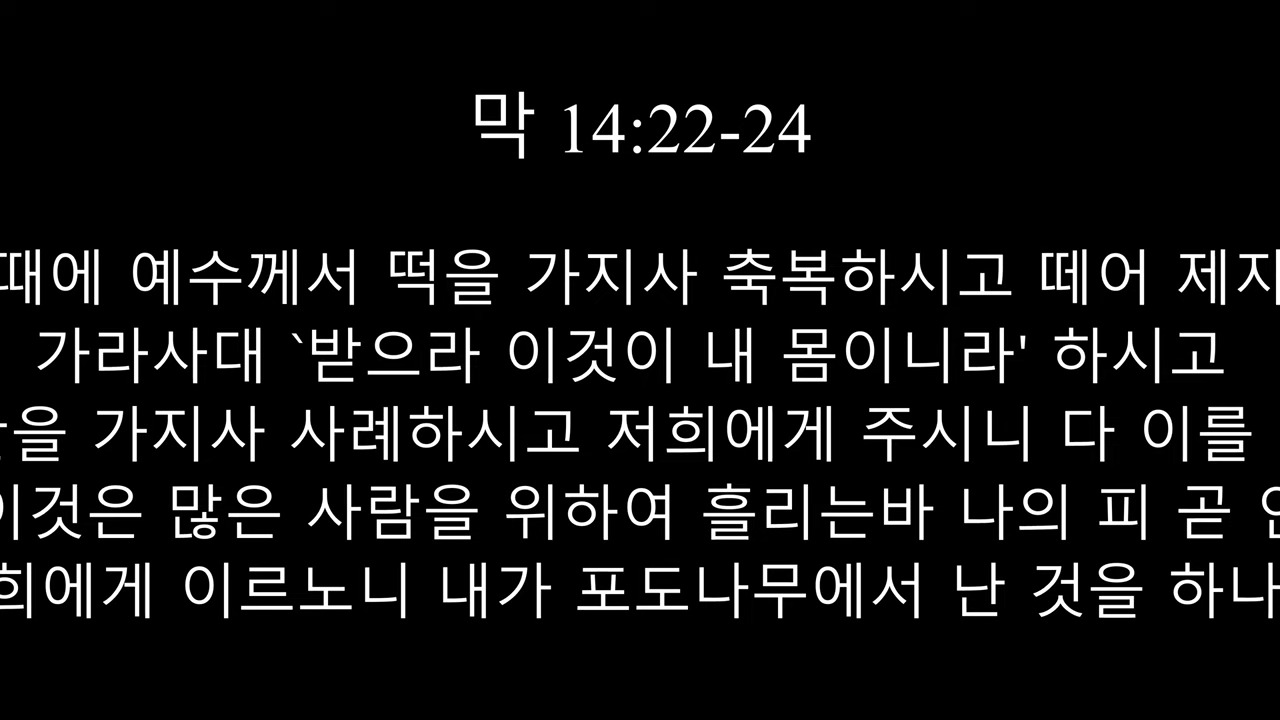 막 14:22-24
때에 예수께서 떡을 가지사 축복하시고 떼어 제자
가라사대 `받으라 이것이 내 몸이니라' 하시고
을 가지사 사례하시고 저희에게 주시니 다 이를
이것은 많은 사람을 위하여 흘리는바 나의 피 곧
희에게 이르노니 내가 포도나무에서 난 것을 하나